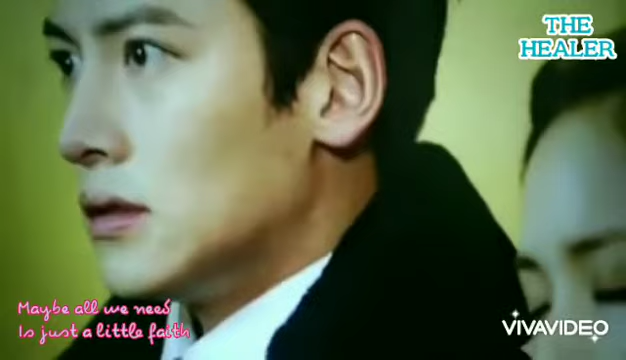 THE
HEALER
Maybe all we need
Is just a little faith
VIVAVIDEO